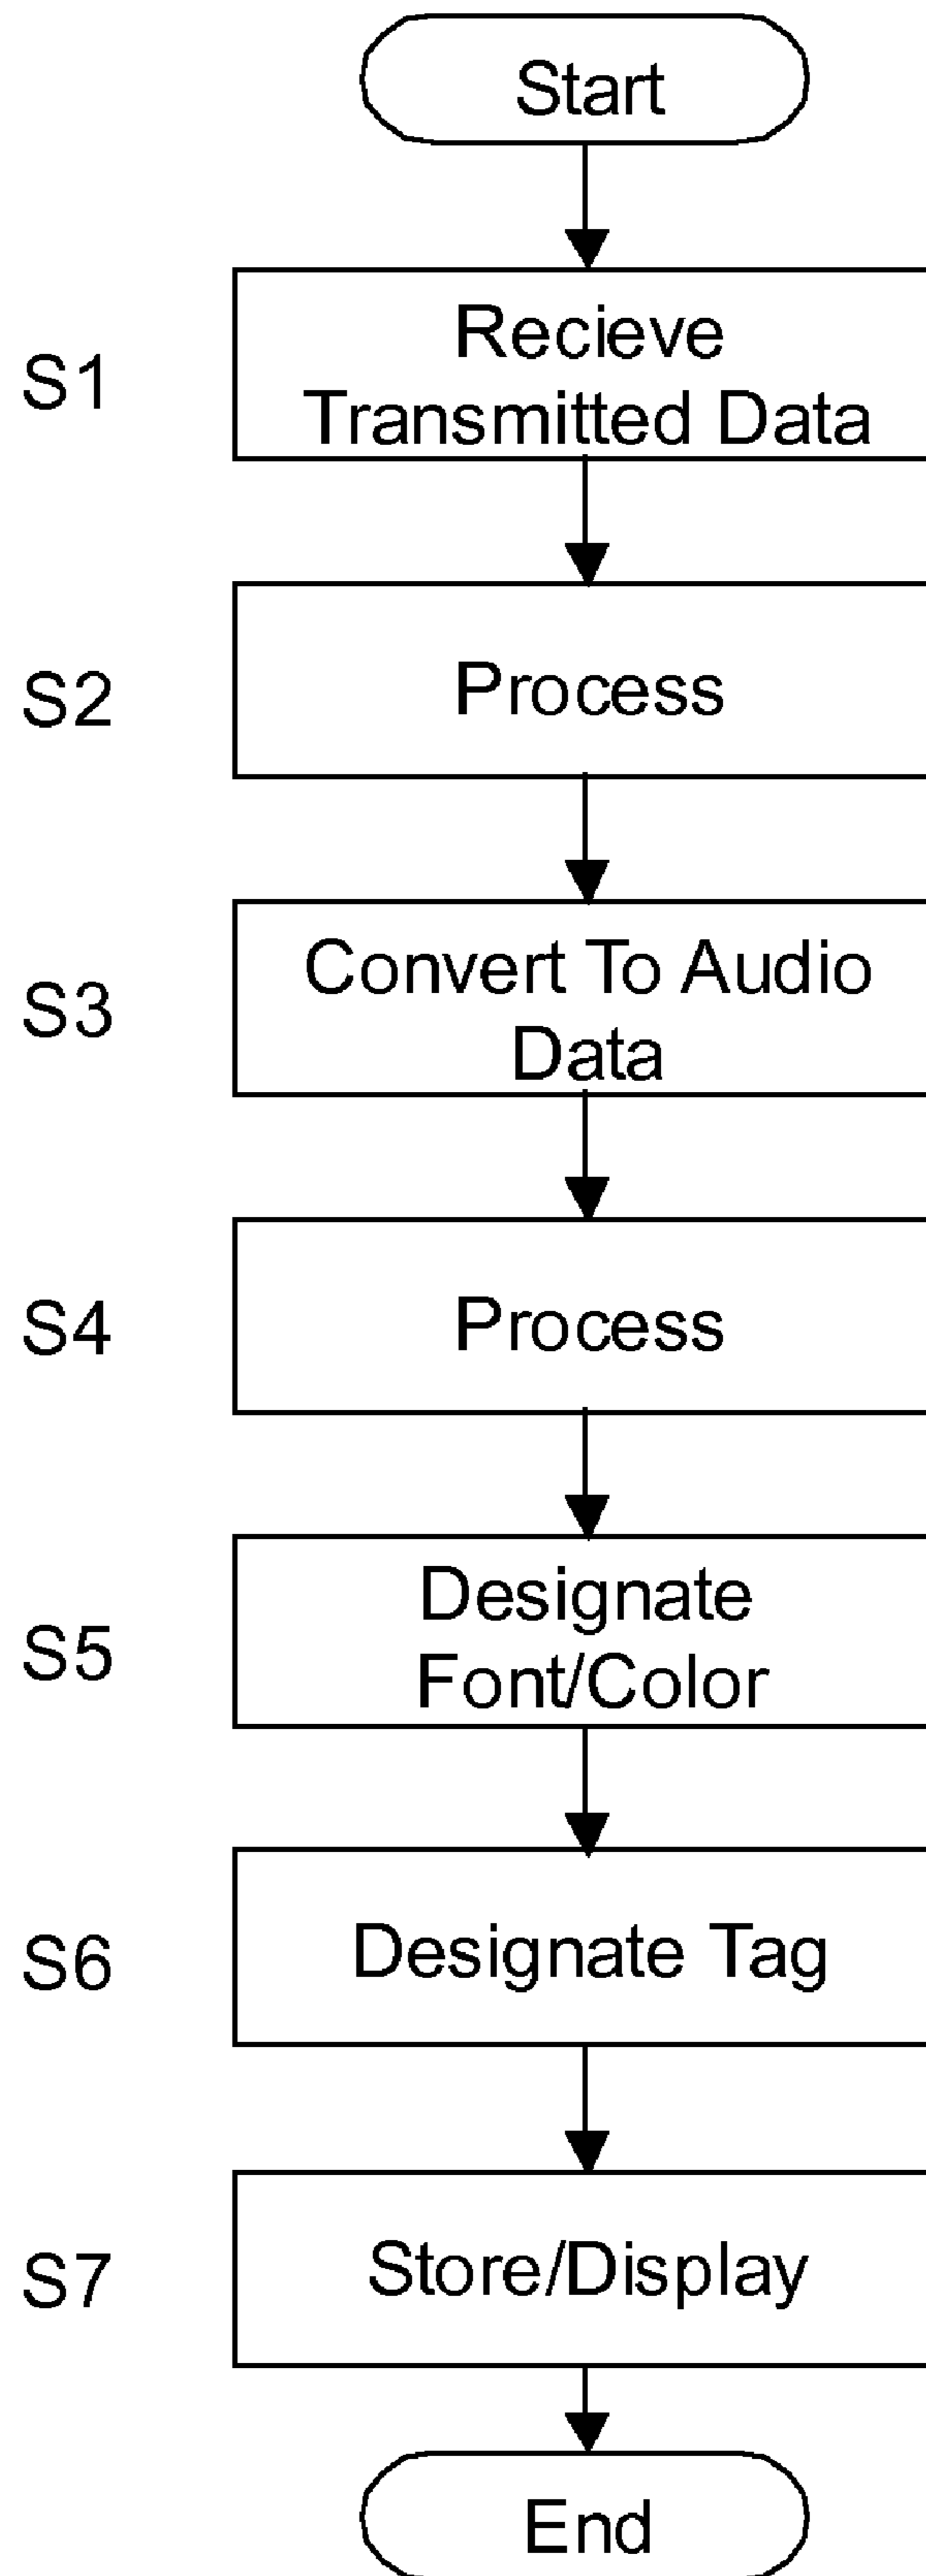 Start
S1
Recieve
Transmitted Data
S2
Process
S3
Convert To Audio
Data
S4
Process
S5
Designate
Font/Color
S6
Designate Tag
S7
Store/Display
End